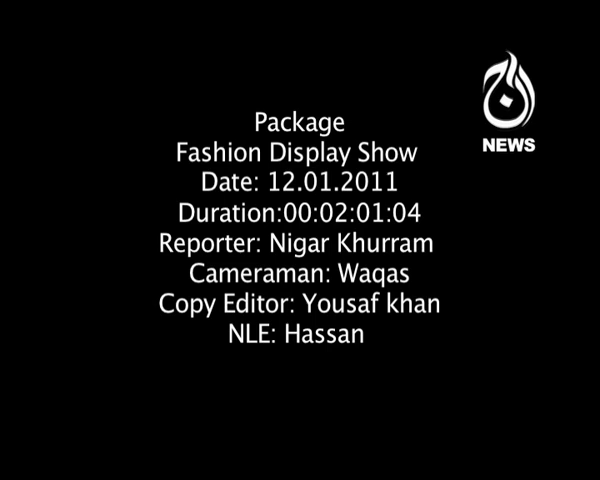 آج
NEWS
Package
Fashion Display Show
Date: 12.01.2011
Duration:00:02:01:04
Reporter: Nigar Khurram
Cameraman: Waqas
Copy Editor: Yousaf khan
NLE: Hassan